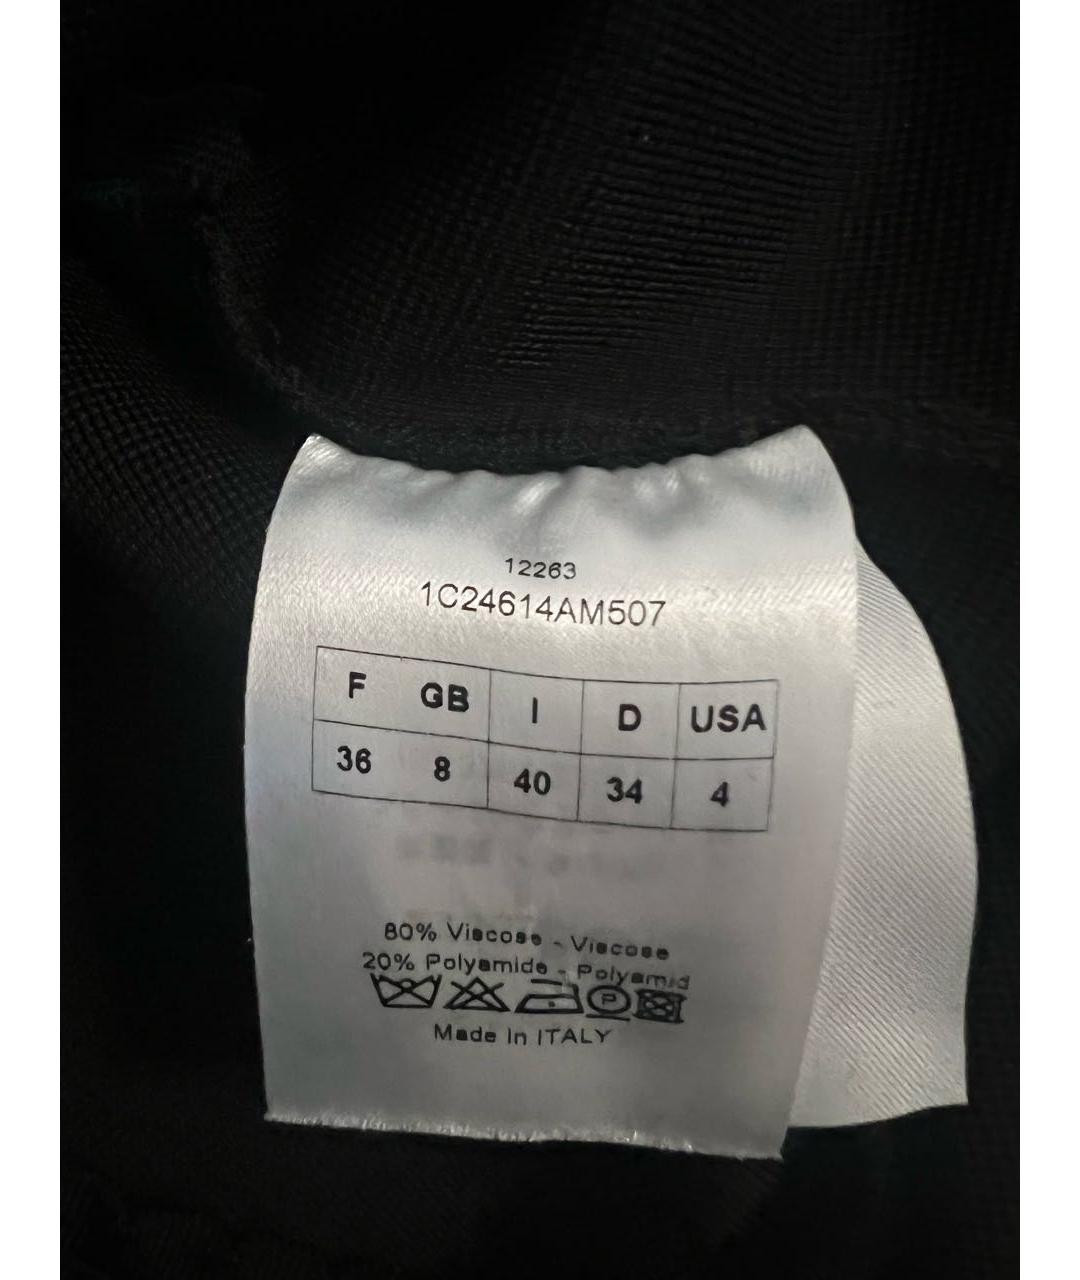 12263
1C24614AM507
F GB I D USA
36 8 40 34 4
80% Viscose - Viscose
20% Polyamide - Polyamid
P
Made In ITALY